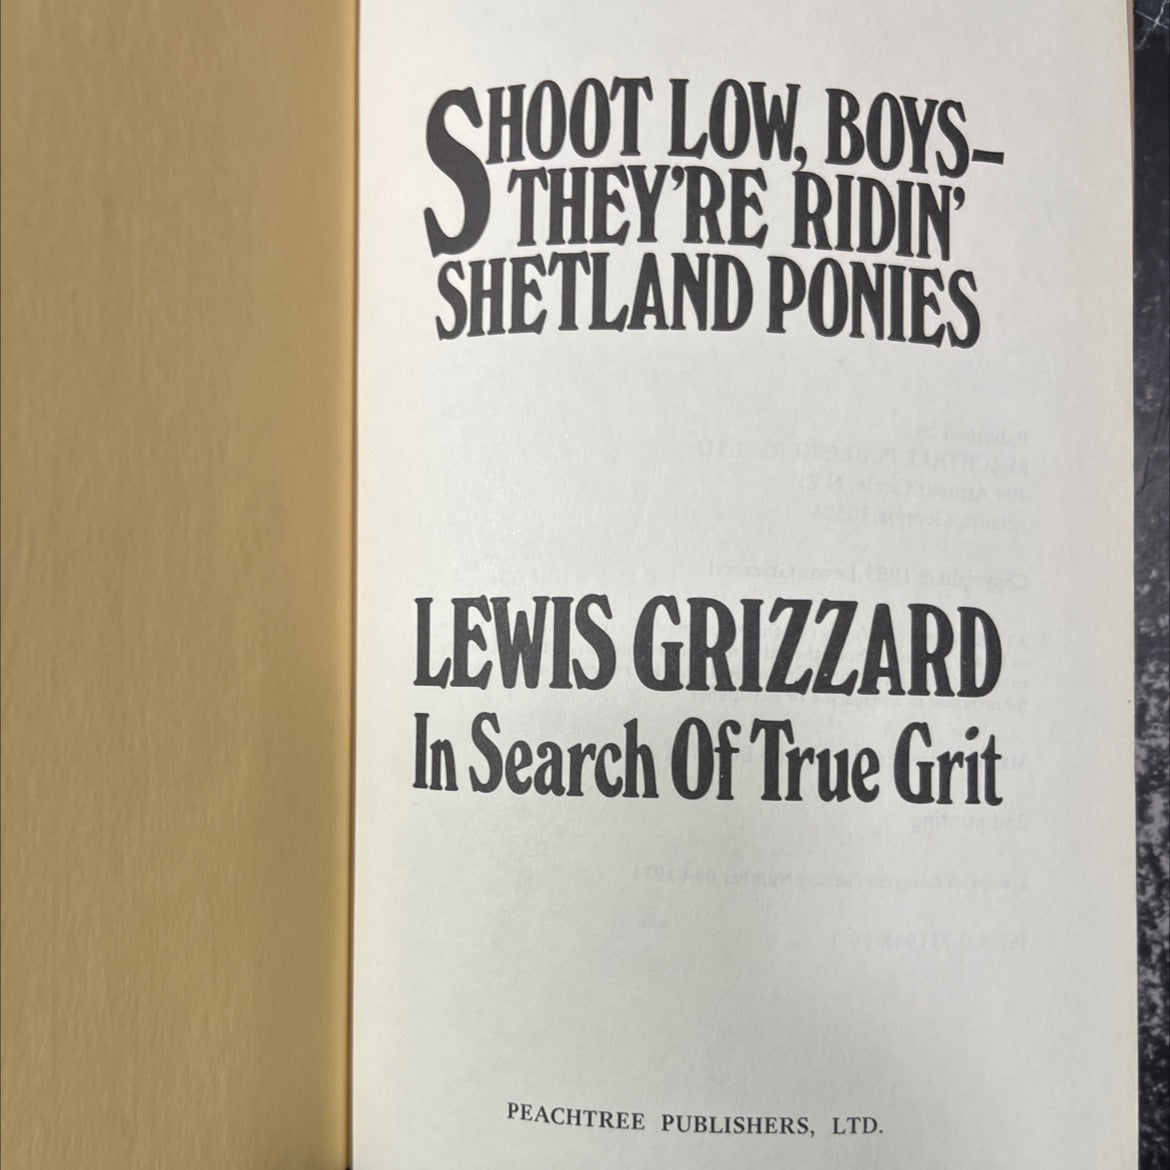 SHOOT LOW, BOYS–
THEY'RE RIDIN'
SHETLAND PONIES
LEWIS GRIZZARD
In Search Of True Grit
PEACHTREE PUBLISHERS, LTD.